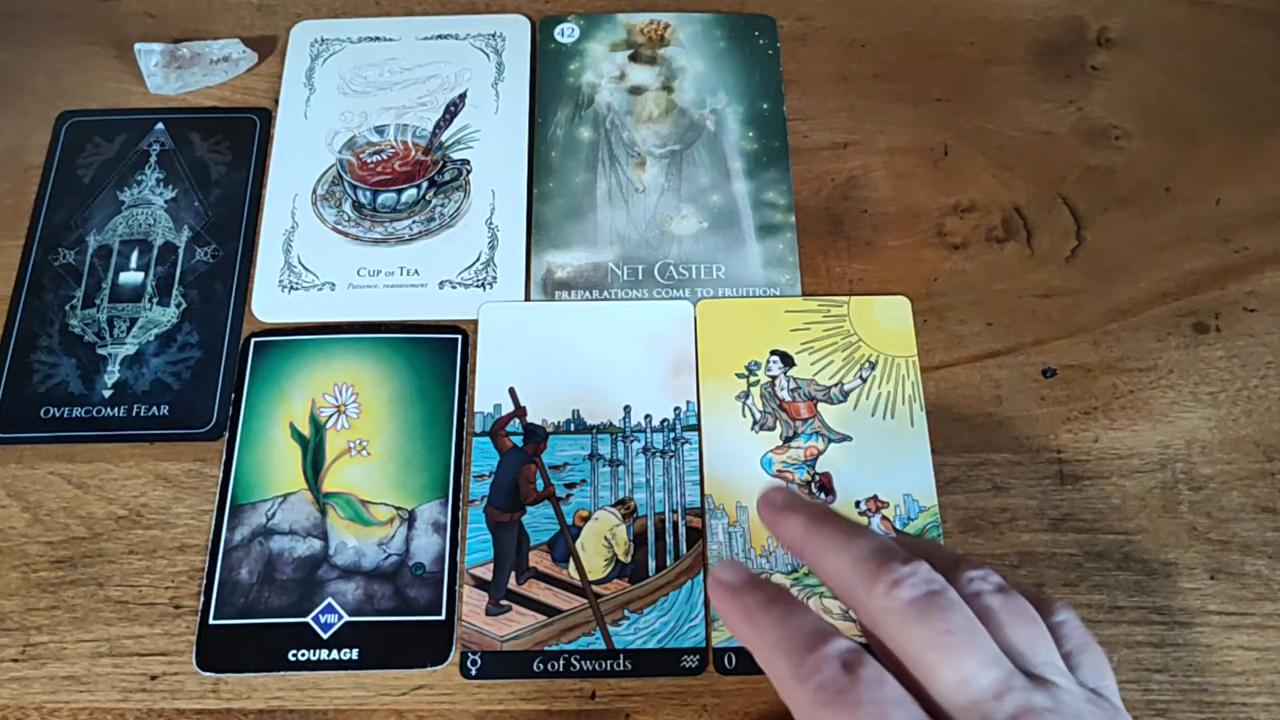 42
CUP OF TEA
Patience, reassessment
NET CASTER
PREPARATIONS COME TO FRUITION
OVERCOME FEAR
VIII
COURAGE
6 of Swords
0